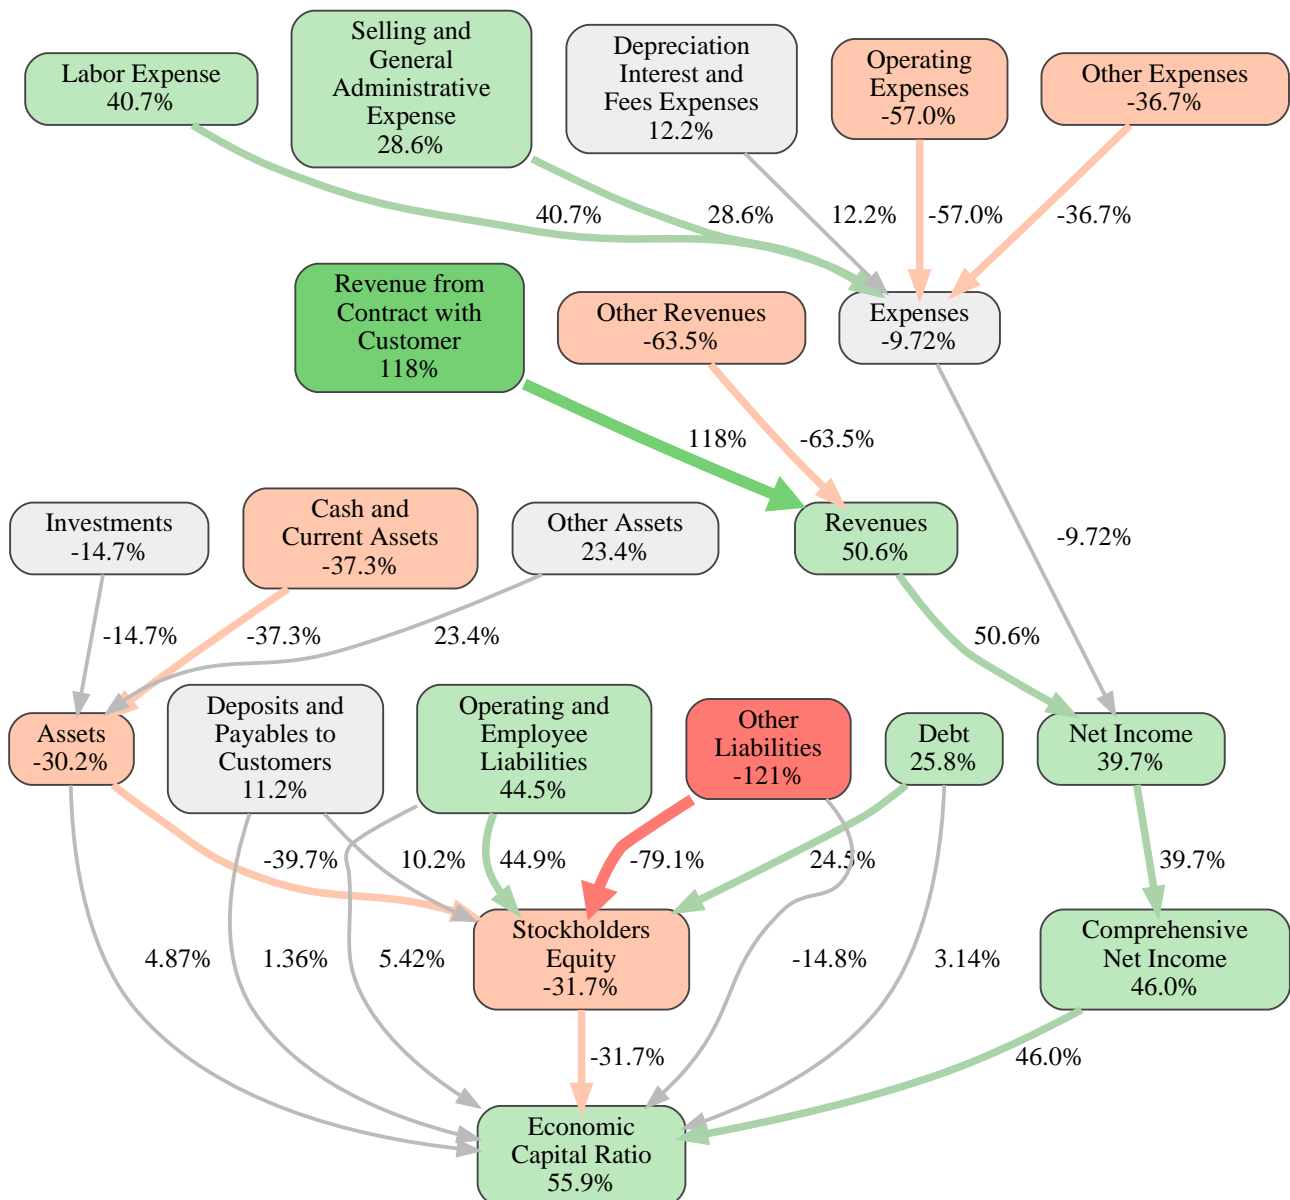 Labor Expense
40.7%
Selling and
General
Administrative
Expense
28.6%
Depreciation
Interest and
Fees Expenses
12.2%
Operating
Expenses
-57.0%
Other Expenses
-36.7%
40.7%
28.6%
12.2%
-57.0%
-36.7%
Revenue from
Contract with
Customer
118%
Other Revenues
-63.5%
Expenses
-9.72%
118%
-63.5%
-9.72%
Investments
-14.7%
Cash and
Current Assets
-37.3%
Other Assets
23.4%
Revenues
50.6%
-14.7%
-37.3%
23.4%
50.6%
Assets
-30.2%
Deposits and
Payables to
Customers
11.2%
Operating and
Employee
Liabilities
44.5%
Other
Liabilities
-121%
Debt
25.8%
Net Income
39.7%
-39.7%
10.2%
44.9%
-79.1%
24.5%
39.7%
4.87%
1.36%
5.42%
Stockholders
Equity
-31.7%
-14.8%
3.14%
Comprehensive
Net Income
46.0%
-31.7%
46.0%
Economic
Capital Ratio
55.9%